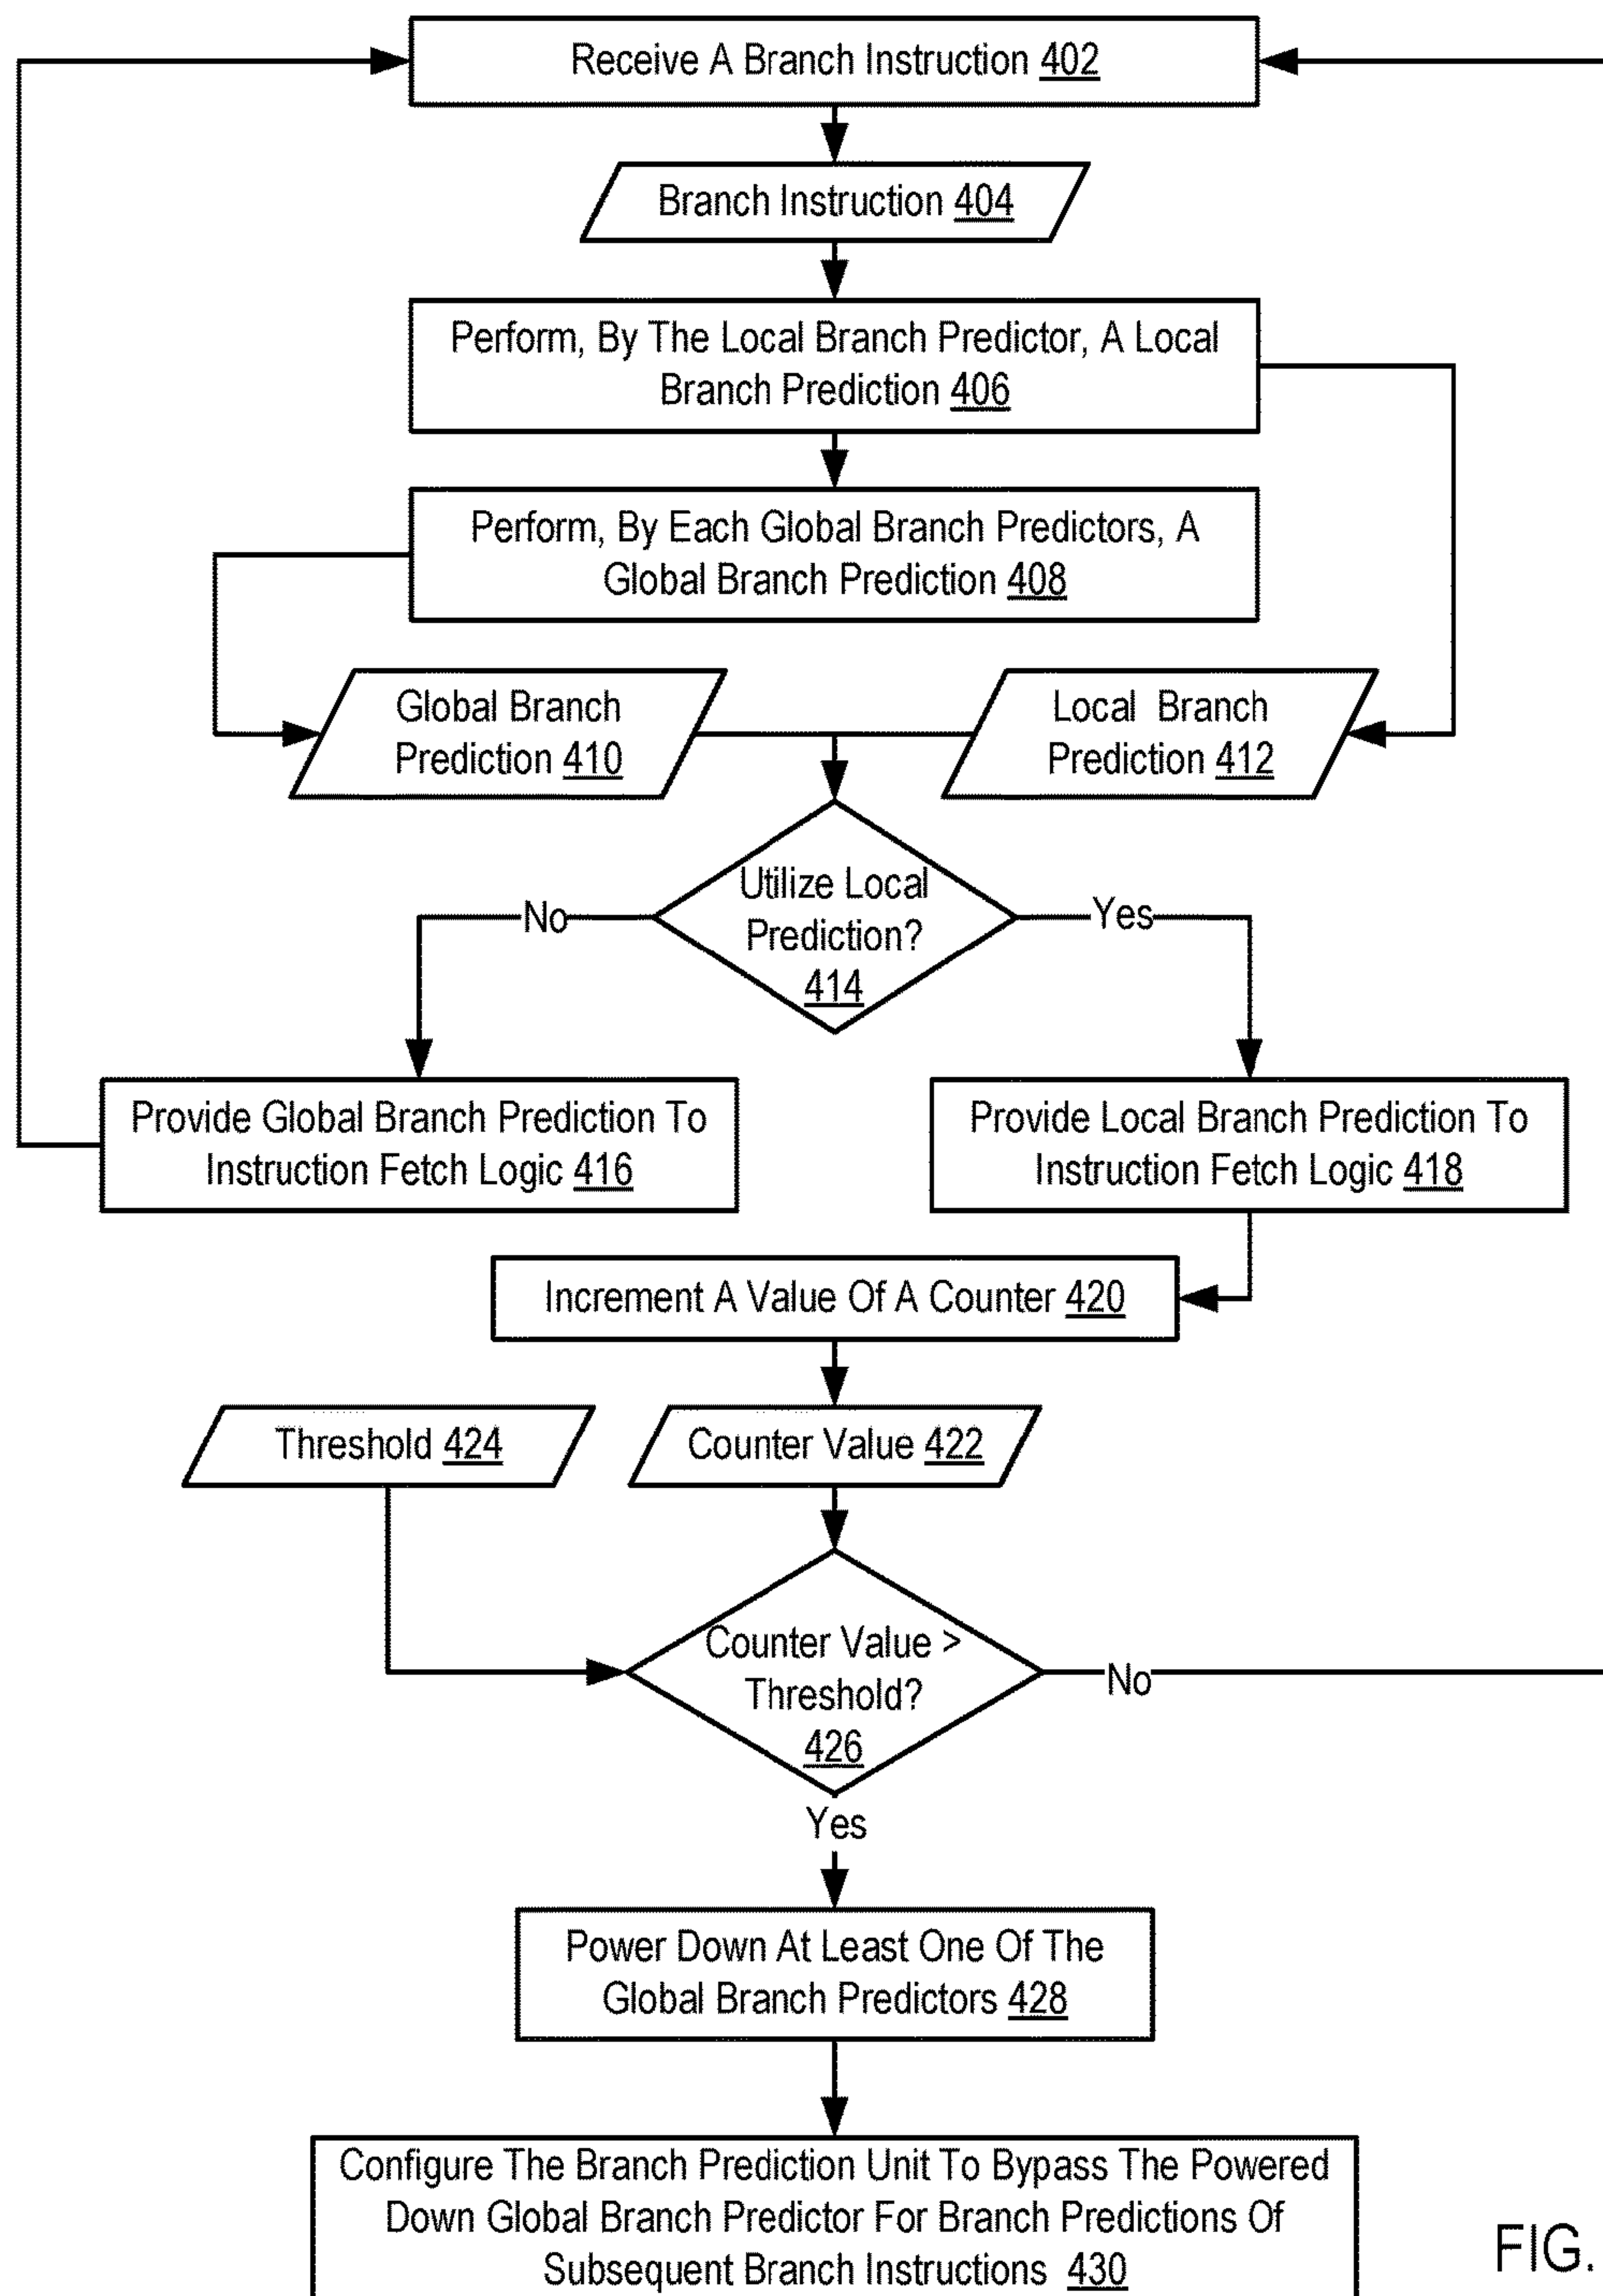 Receive A Branch Instruction 402
Branch Instruction 404
Perform, By The Local Branch Predictor, A Local
Branch Prediction 406
Perform, By Each Global Branch Predictors, A
Global Branch Prediction 408
Global Branch
Prediction 410
Local Branch
Prediction 412
Utilize Local
Prediction?
414
No
Yes
Provide Global Branch Prediction To
Instruction Fetch Logic 416
Provide Local Branch Prediction To
Instruction Fetch Logic 418
Increment A Value Of A Counter 420
Threshold 424
Counter Value 422
Counter Value >
Threshold?
426
No
Yes
Power Down At Least One Of The
Global Branch Predictors 428
Configure The Branch Prediction Unit To Bypass The Powered
Down Global Branch Predictor For Branch Predictions Of
Subsequent Branch Instructions 430
FIG.